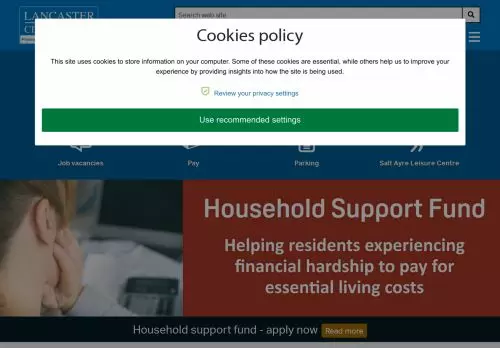 LANCASTER
Search web site
Cookies policy
This site uses cookies to store information on your computer. Some of these cookies are essential, while others help us to improve your
experience by providing insights into how the site is being used.
Review your privacy settings
Use recommended settings
Job vacancies
Pay
Parking
Salt Ayre Leisure Centre
Household Support Fund
Helping residents experiencing
financial hardship to pay for
essential living costs
Household support fund - apply now Read more